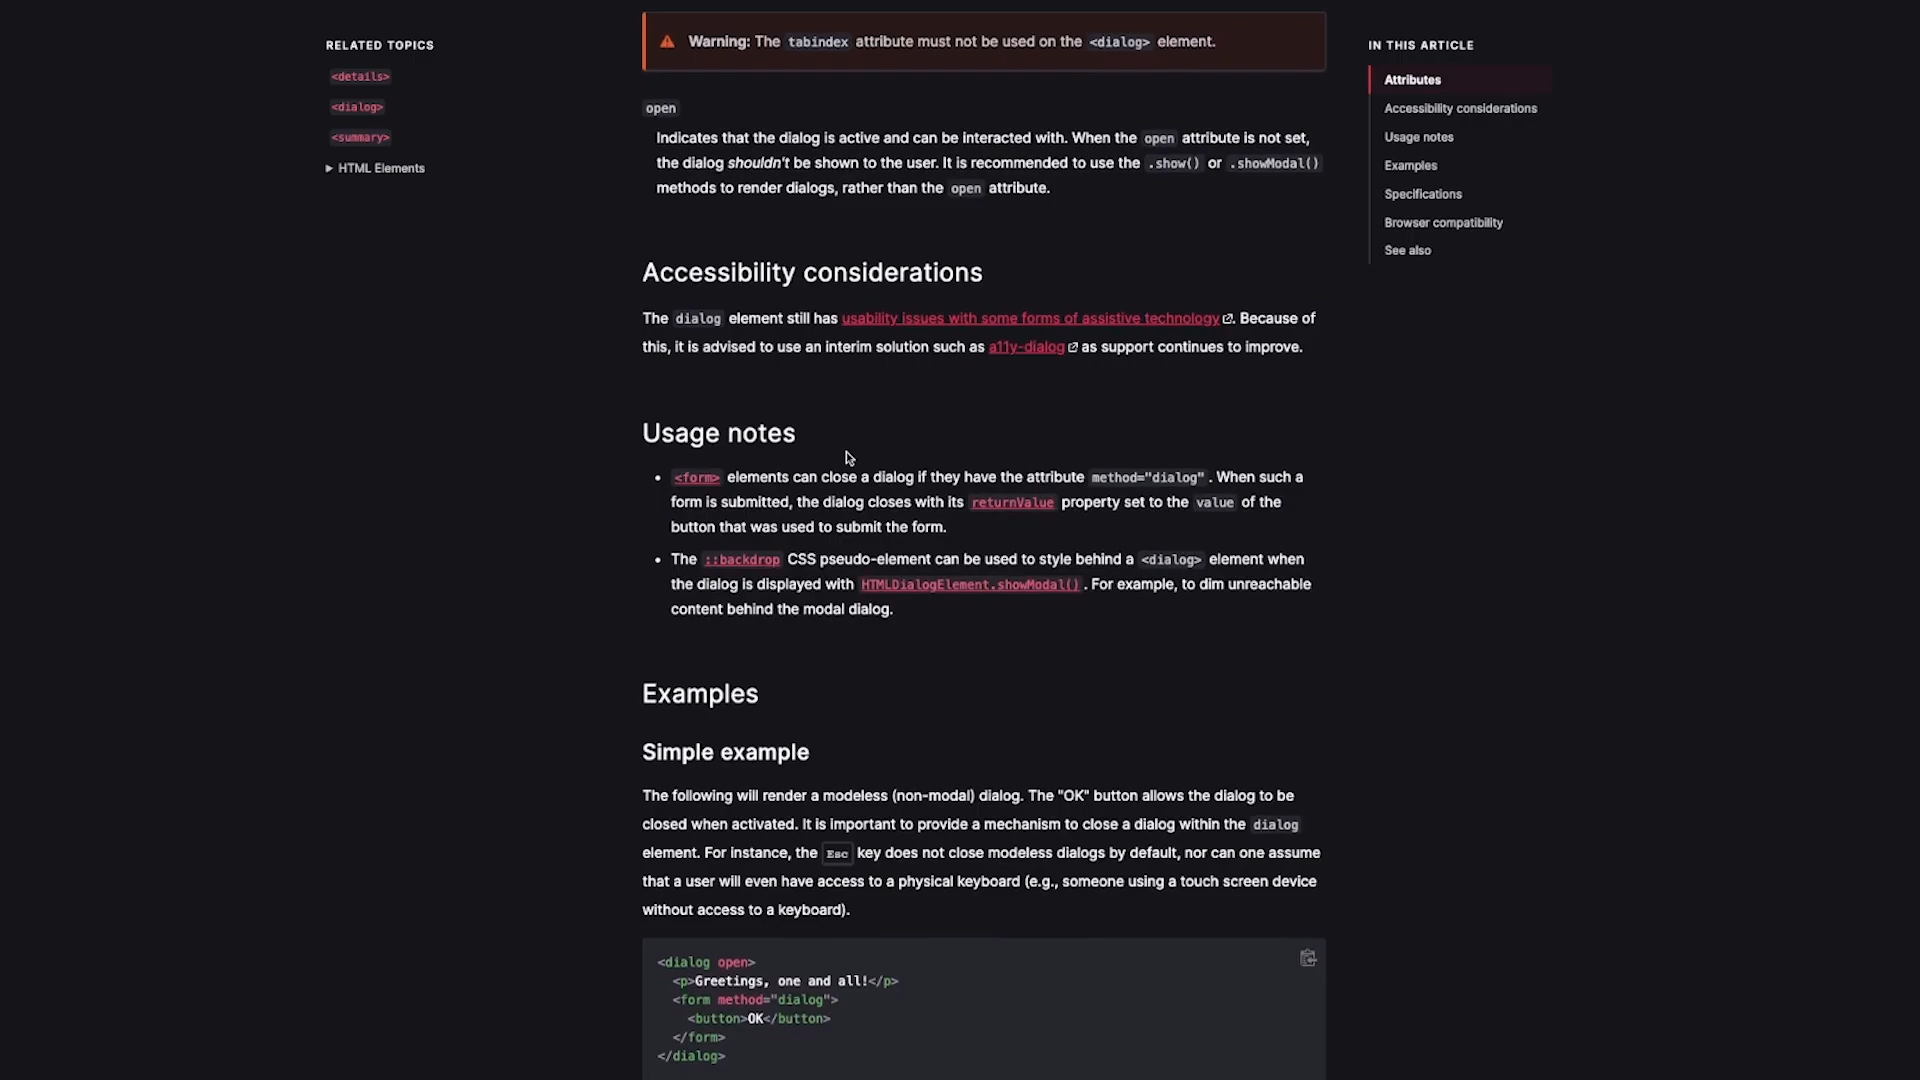 RELATED TOPICS
<details>
<dialog>
<summary>
HTML Elements
Warning: The tabindex attribute must not be used on the <dialog> element.
open
Indicates that the dialog is active and can be interacted with. When the open attribute is not set,
the dialog shouldn't be shown to the user. It is recommended to use the .show() or .showModal()
methods to render dialogs, rather than the open attribute.
Accessibility considerations
The dialog element still has usability issues with some forms of assistive technology. Because of
this, it is advised to use an interim solution such as a11y-dialog as support continues to improve.
Usage notes
• <form> elements can close a dialog if they have the attribute method="dialog". When such a
form is submitted, the dialog closes with its returnValue property set to the value of the
button that was used to submit the form.
• The ::backdrop CSS pseudo-element can be used to style behind a <dialog> element when
the dialog is displayed with HTMLDialogElement.showModal(). For example, to dim unreachable
content behind the modal dialog.
Examples
Simple example
The following will render a modeless (non-modal) dialog. The "OK" button allows the dialog to be
closed when activated. It is important to provide a mechanism to close a dialog within the dialog
element. For instance, the Esc key does not close modeless dialogs by default, nor can one assume
that a user will even have access to a physical keyboard (e.g., someone using a touch screen device
without access to a keyboard).
<dialog open>
  <p>Greetings, one and all!</p>
  <form method="dialog">
    <button>OK</button>
  </form>
</dialog>
IN THIS ARTICLE
Attributes
Accessibility considerations
Usage notes
Examples
Specifications
Browser compatibility
See also